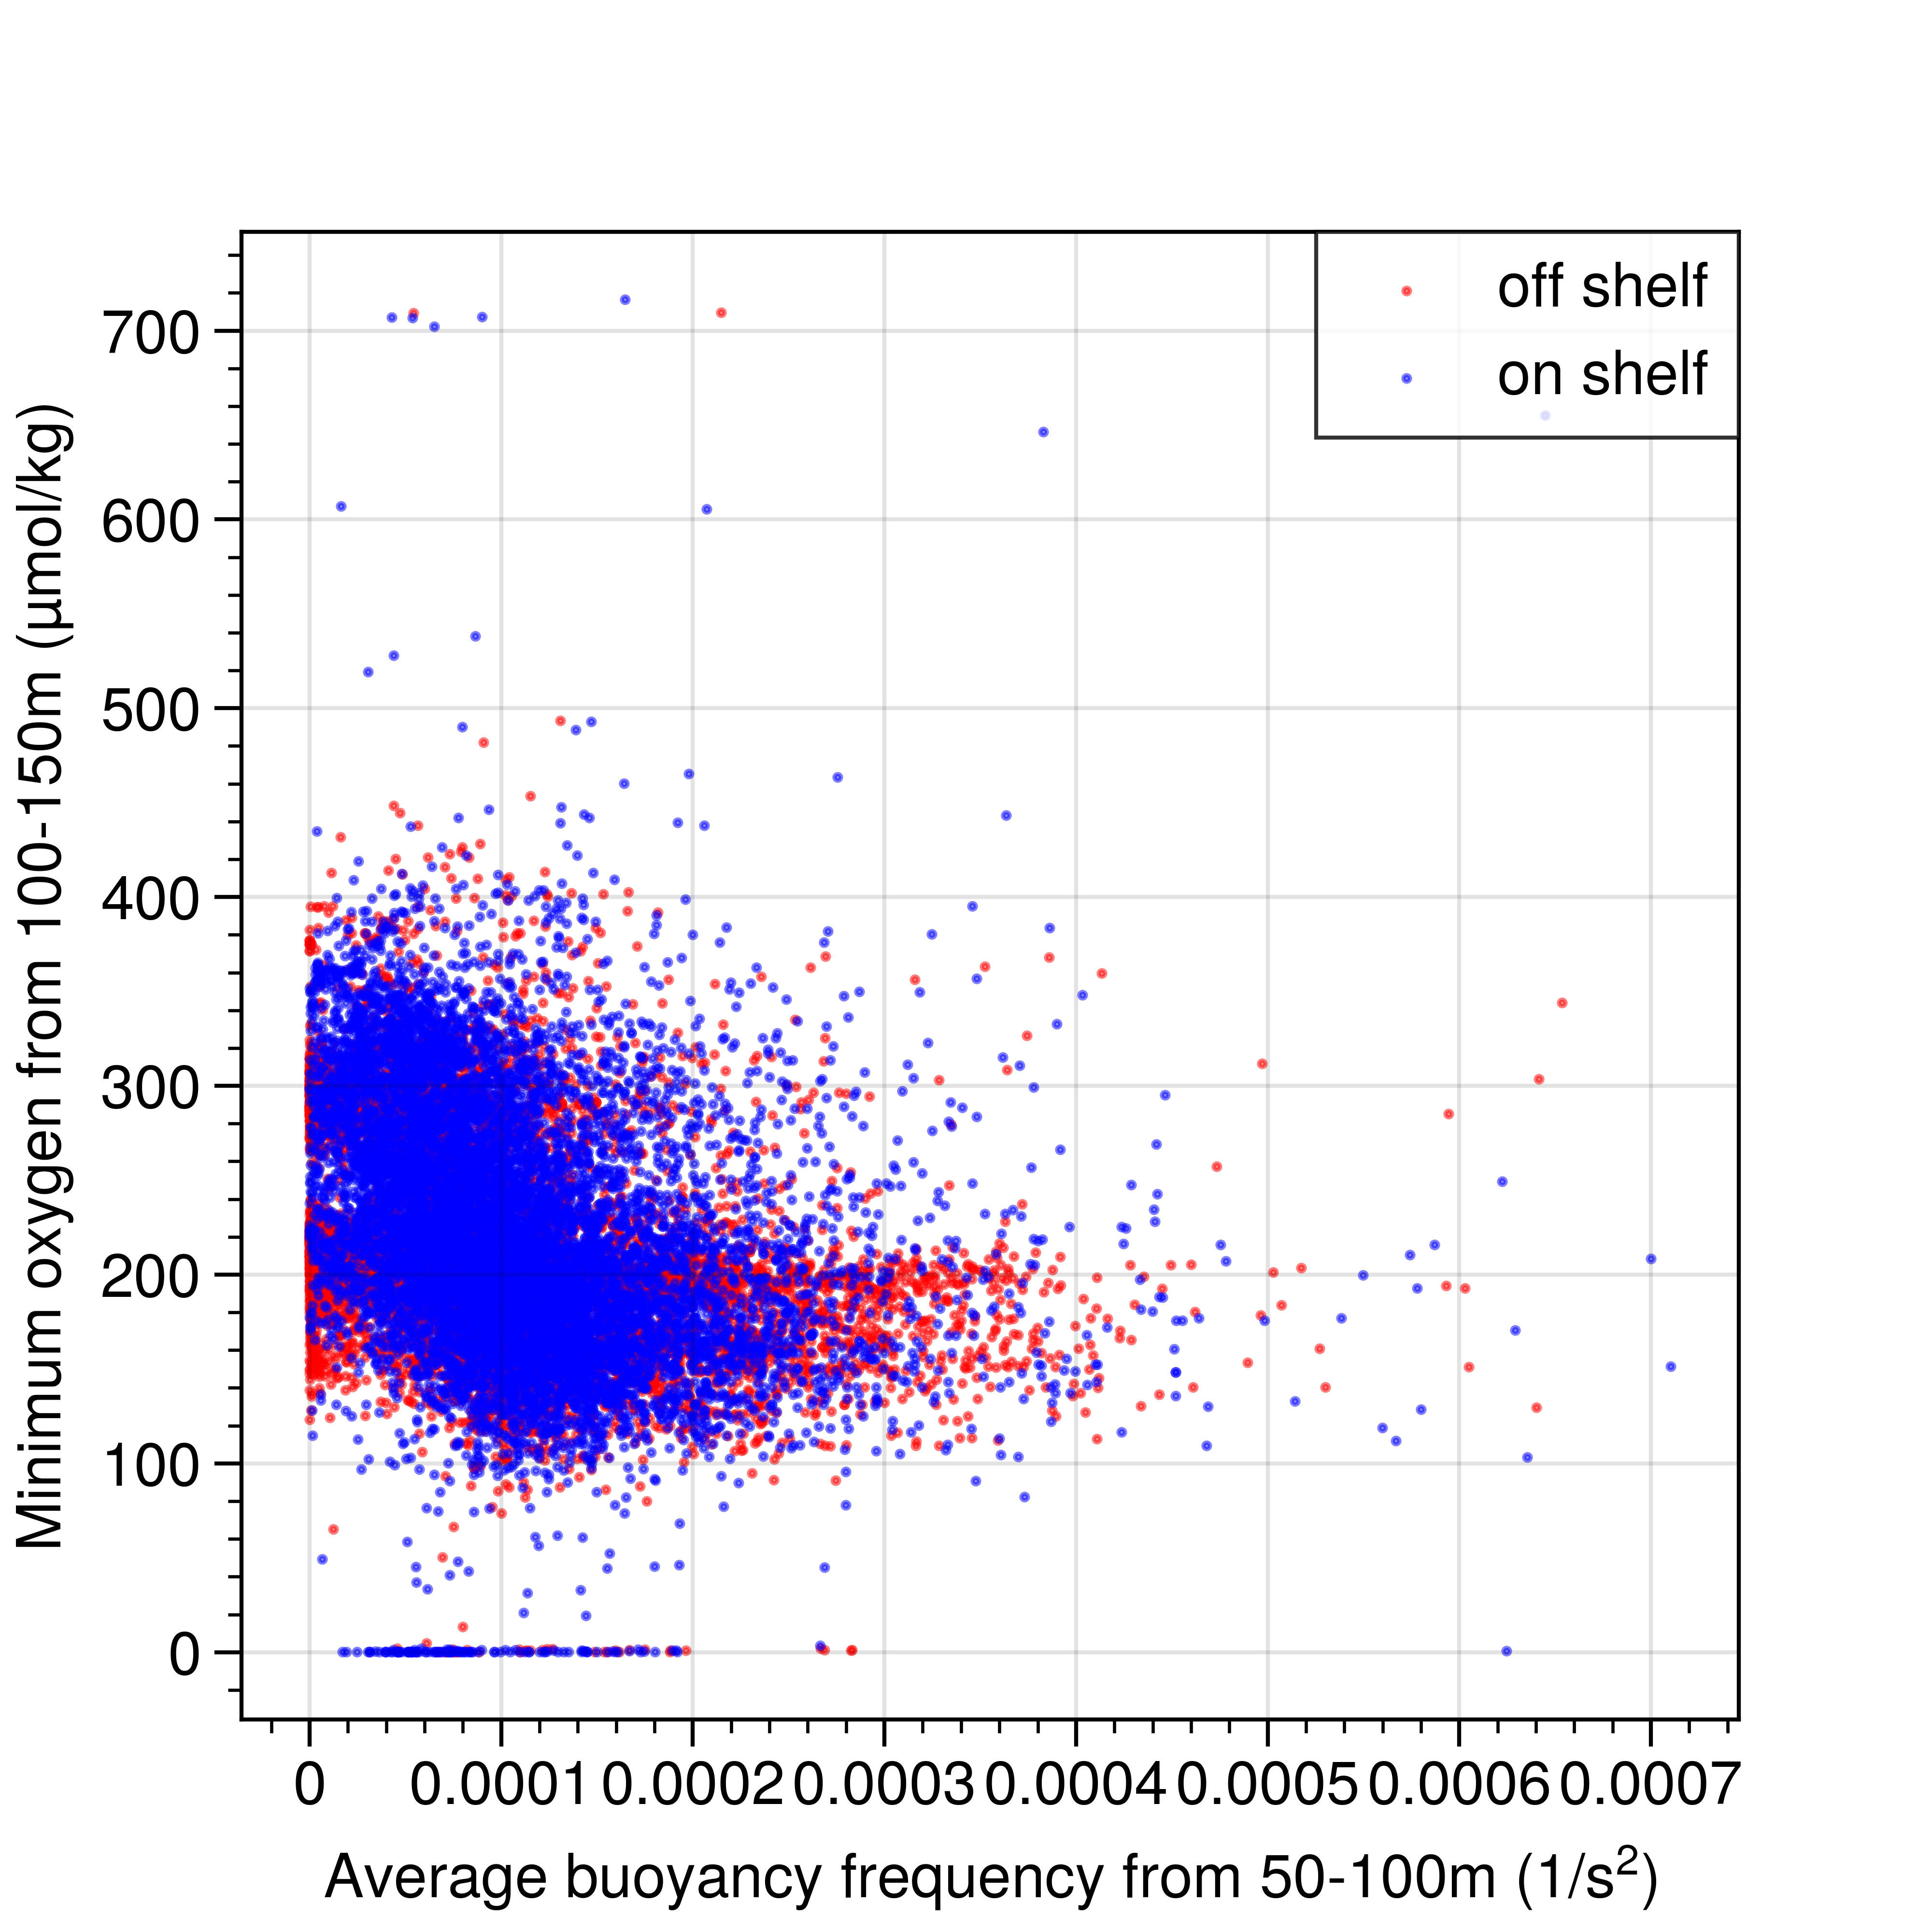 off shelf
on shelf
700
600
500
400
300
200
100
0
Minimum oxygen from 100-150m (µmol/kg)
0 0.0001 0.0002 0.0003 0.0004 0.0005 0.0006 0.0007
Average buoyancy frequency from 50-100m (1/s²)